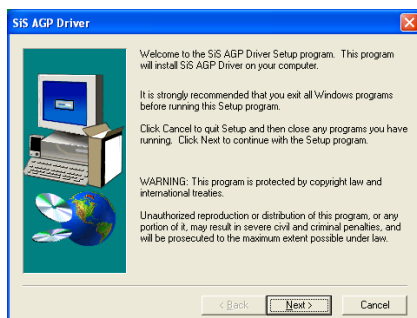 SiS AGP Driver
Welcome to the SiS AGP Driver Setup program. This program
will install SiS AGP Driver on your computer.
It is strongly recommended that you exit all Windows programs
before running this Setup program.
Click Cancel to quit Setup and then close any programs you have
running. Click Next to continue with the Setup program.
WARNING: This program is protected by copyright law and
international treaties.
Unauthorized reproduction or distribution of this program, or any
portion of it, may result in severe civil and criminal penalties, and
will be prosecuted to the maximum extent possible under law.
< Back
Next >
Cancel